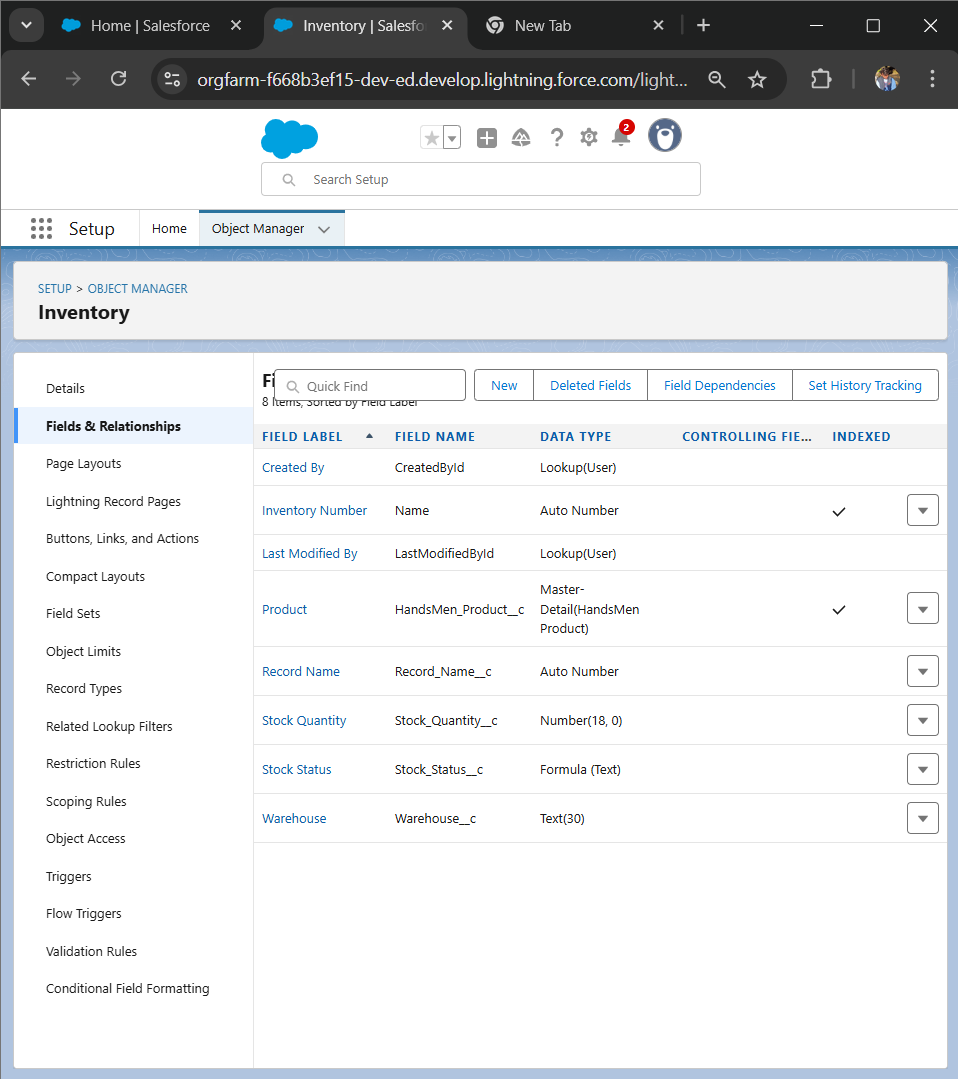 Home | Salesforce
Inventory | Salesfo
New Tab
orgfarm-f668b3ef15-dev-ed.develop.lightning.force.com/light...
2
Search Setup
Setup
Home
Object Manager
SETUP > OBJECT MANAGER
Inventory
Details
Fields & Relationships
Page Layouts
Lightning Record Pages
Buttons, Links, and Actions
Compact Layouts
Field Sets
Object Limits
Record Types
Related Lookup Filters
Restriction Rules
Scoping Rules
Object Access
Triggers
Flow Triggers
Validation Rules
Conditional Field Formatting
Fi
Quick Find
New
Deleted Fields
Field Dependencies
Set History Tracking
8 Items, Sorted by Field Label
FIELD LABEL FIELD NAME DATA TYPE CONTROLLING FIE... INDEXED
Created By CreatedById Lookup(User)
Inventory Number Name Auto Number
Last Modified By LastModifiedById Lookup(User)
Product HandsMen_Product__c Master-
Detail(HandsMen
Product)
Record Name Record_Name__c Auto Number
Stock Quantity Stock_Quantity__c Number(18, 0)
Stock Status Stock_Status__c Formula (Text)
Warehouse Warehouse__c Text(30)